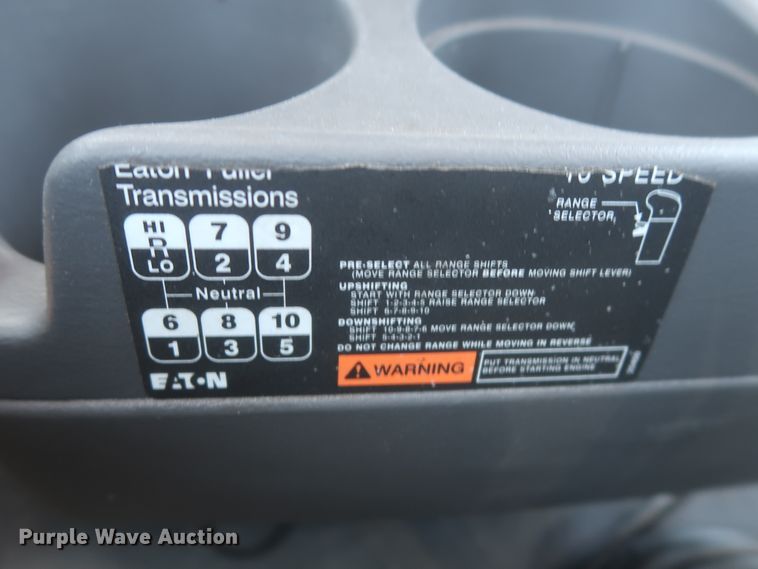 Eaton Fuller
10 SPEED
Transmissions
HI
R
LO
7
2
9
4
Neutral
6
1
8
3
10
5
EATON
RANGE
SELECTOR
PRE-SELECT ALL RANGE SHIFTS
(MOVE RANGE SELECTOR BEFORE MOVING SHIFT LEVER)
UPSHIFTING
START WITH RANGE SELECTOR DOWN
SHIFT 1-2-3-4-5 RAISE RANGE SELECTOR
SHIFT 6-7-8-9-10
DOWNSHIFTING
SHIFT 10-9-8-7-6 MOVE RANGE SELECTOR DOWN
SHIFT 5-4-3-2-1
DO NOT CHANGE RANGE WHILE MOVING IN REVERSE
WARNING
PUT TRANSMISSION IN NEUTRAL
BEFORE STARTING ENGINE
Purple Wave Auction